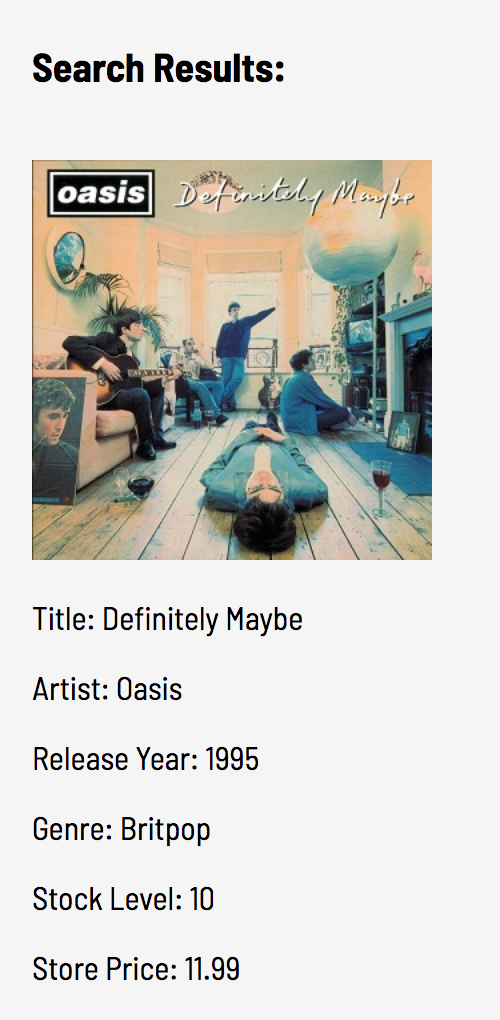 Search Results:
oasis Definitely Maybe
Title: Definitely Maybe
Artist: Oasis
Release Year: 1995
Genre: Britpop
Stock Level: 10
Store Price: 11.99